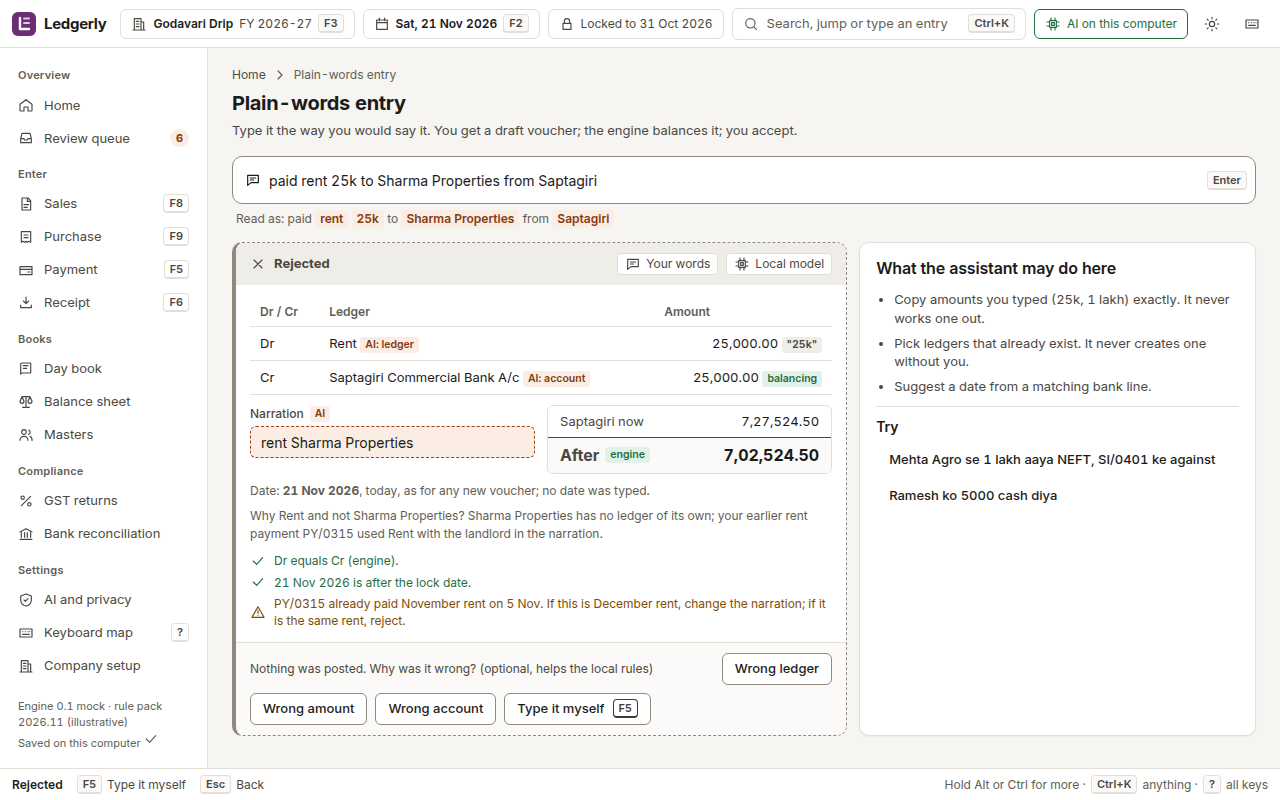 Ledgerly
Godavari Drip FY 2026-27 F3
Sat, 21 Nov 2026 F2
Locked to 31 Oct 2026
Search, jump or type an entry Ctrl+K
AI on this computer
Overview
Home
Review queue 6
Enter
Sales F8
Purchase F9
Payment F5
Receipt F6
Books
Day book
Balance sheet
Masters
Compliance
GST returns
Bank reconciliation
Settings
AI and privacy
Keyboard map ?
Company setup
Engine 0.1 mock · rule pack
2026.11 (illustrative)
Saved on this computer
Home Plain-words entry
Plain-words entry
Type it the way you would say it. You get a draft voucher; the engine balances it; you accept.
paid rent 25k to Sharma Properties from Saptagiri Enter
Read as: paid rent 25k to Sharma Properties from Saptagiri
Rejected Your words Local model
Dr / Cr Ledger Amount
Dr Rent AI: ledger 25,000.00 "25k"
Cr Saptagiri Commercial Bank A/c AI: account 25,000.00 balancing
Narration AI
rent Sharma Properties
Saptagiri now 7,27,524.50
After engine 7,02,524.50
Date: 21 Nov 2026, today, as for any new voucher; no date was typed.
Why Rent and not Sharma Properties? Sharma Properties has no ledger of its own; your earlier rent
payment PY/0315 used Rent with the landlord in the narration.
Dr equals Cr (engine).
21 Nov 2026 is after the lock date.
PY/0315 already paid November rent on 5 Nov. If this is December rent, change the narration; if it
is the same rent, reject.
Nothing was posted. Why was it wrong? (optional, helps the local rules) Wrong ledger
Wrong amount Wrong account Type it myself F5
What the assistant may do here
• Copy amounts you typed (25k, 1 lakh) exactly. It never
works one out.
• Pick ledgers that already exist. It never creates one
without you.
• Suggest a date from a matching bank line.
Try
Mehta Agro se 1 lakh aaya NEFT, SI/0401 ke against
Ramesh ko 5000 cash diya
Rejected F5 Type it myself Esc Back
Hold Alt or Ctrl for more · Ctrl+K anything · ? all keys